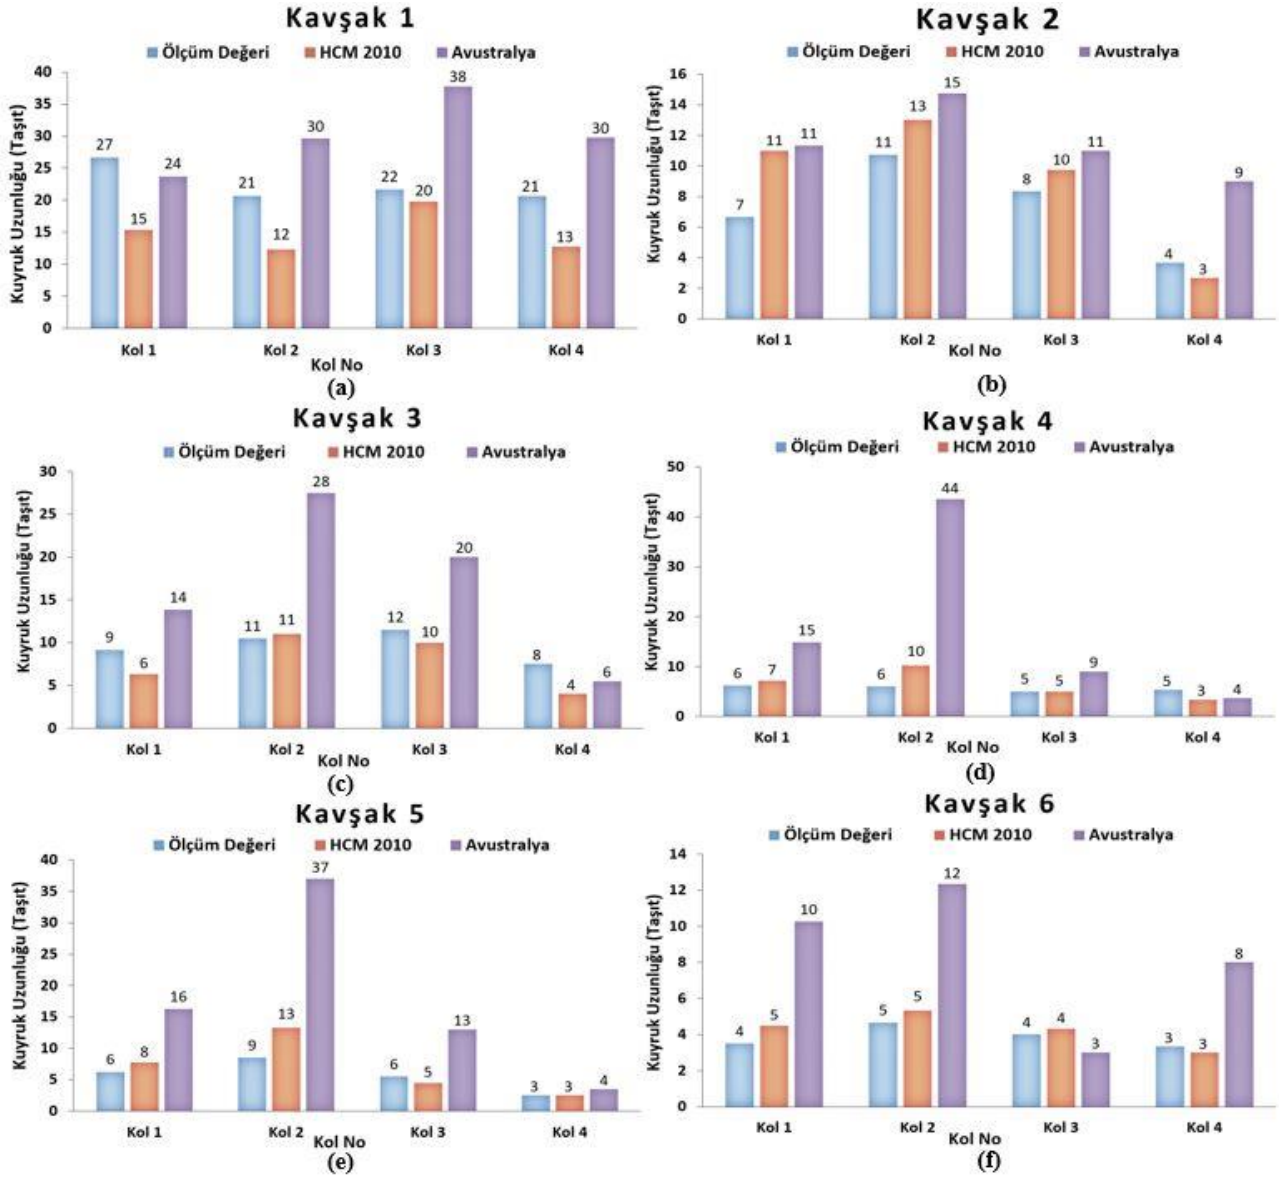 Kavşak 1
Ölçüm Değeri HCM 2010 Avustralya
Kuyruk Uzunluğu (Taşıt)
40
35
30
25
20
15
10
5
0
27 15 24
21 12 30
22 20 38
21 13 30
Kol 1 Kol 2 Kol 3 Kol 4
Kol No
(a)
Kavşak 2
Ölçüm Değeri HCM 2010 Avustralya
Kuyruk Uzunluğu (Taşıt)
16
14
12
10
8
6
4
2
0
7 11 11
11 13 15
8 10 11
4 3 9
Kol 1 Kol 2 Kol 3 Kol 4
Kol No
(b)
Kavşak 3
Ölçüm Değeri HCM 2010 Avustralya
Kuyruk Uzunluğu (Taşıt)
30
25
20
15
10
5
0
9 6 14
11 11 28
12 10 20
8 4 6
Kol 1 Kol 2 Kol 3 Kol 4
Kol No
(c)
Kavşak 4
Ölçüm Değeri HCM 2010 Avustralya
Kuyruk Uzunluğu (Taşıt)
50
40
30
20
10
0
6 7 15
6 10 44
5 5 9
5 3 4
Kol 1 Kol 2 Kol 3 Kol 4
Kol No
(d)
Kavşak 5
Ölçüm Değeri HCM 2010 Avustralya
Kuyruk Uzunluğu (Taşıt)
40
35
30
25
20
15
10
5
0
6 8 16
9 13 37
6 5 13
3 3 4
Kol 1 Kol 2 Kol 3 Kol 4
Kol No
(e)
Kavşak 6
Ölçüm Değeri HCM 2010 Avustralya
Kuyruk Uzunluğu (Taşıt)
14
12
10
8
6
4
2
0
4 5 10
5 5 12
4 4 3
3 3 8
Kol 1 Kol 2 Kol 3 Kol 4
Kol No
(f)